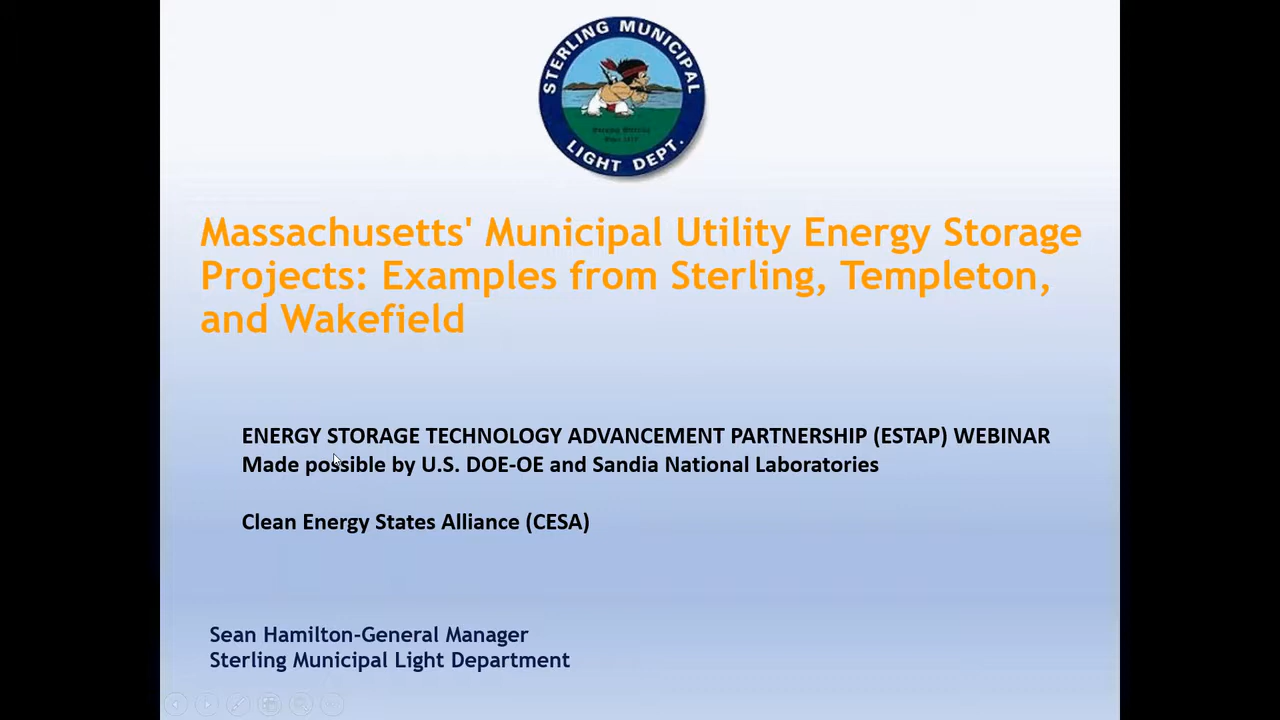 STERLING MUNICIPAL
LIGHT DEPT.
Massachusetts' Municipal Utility Energy Storage
Projects: Examples from Sterling, Templeton,
and Wakefield
ENERGY STORAGE TECHNOLOGY ADVANCEMENT PARTNERSHIP (ESTAP) WEBINAR
Made possible by U.S. DOE-OE and Sandia National Laboratories
Clean Energy States Alliance (CESA)
Sean Hamilton-General Manager
Sterling Municipal Light Department